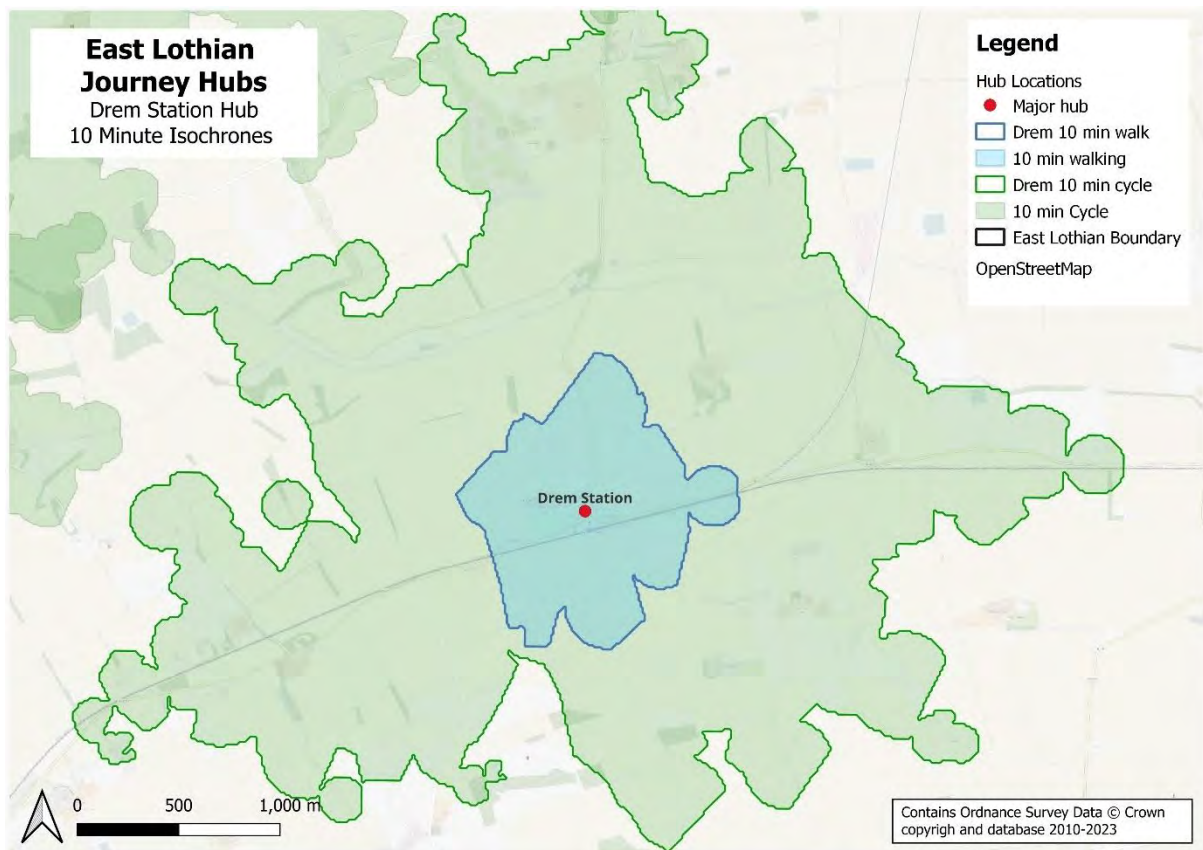 East Lothian
Journey Hubs
Drem Station Hub
10 Minute Isochrones
Legend
Hub Locations
Major hub
Drem 10 min walk
10 min walking
Drem 10 min cycle
10 min Cycle
East Lothian Boundary
OpenStreetMap
Drem Station
0 500 1,000 m
Contains Ordnance Survey Data © Crown
copyrigh and database 2010-2023